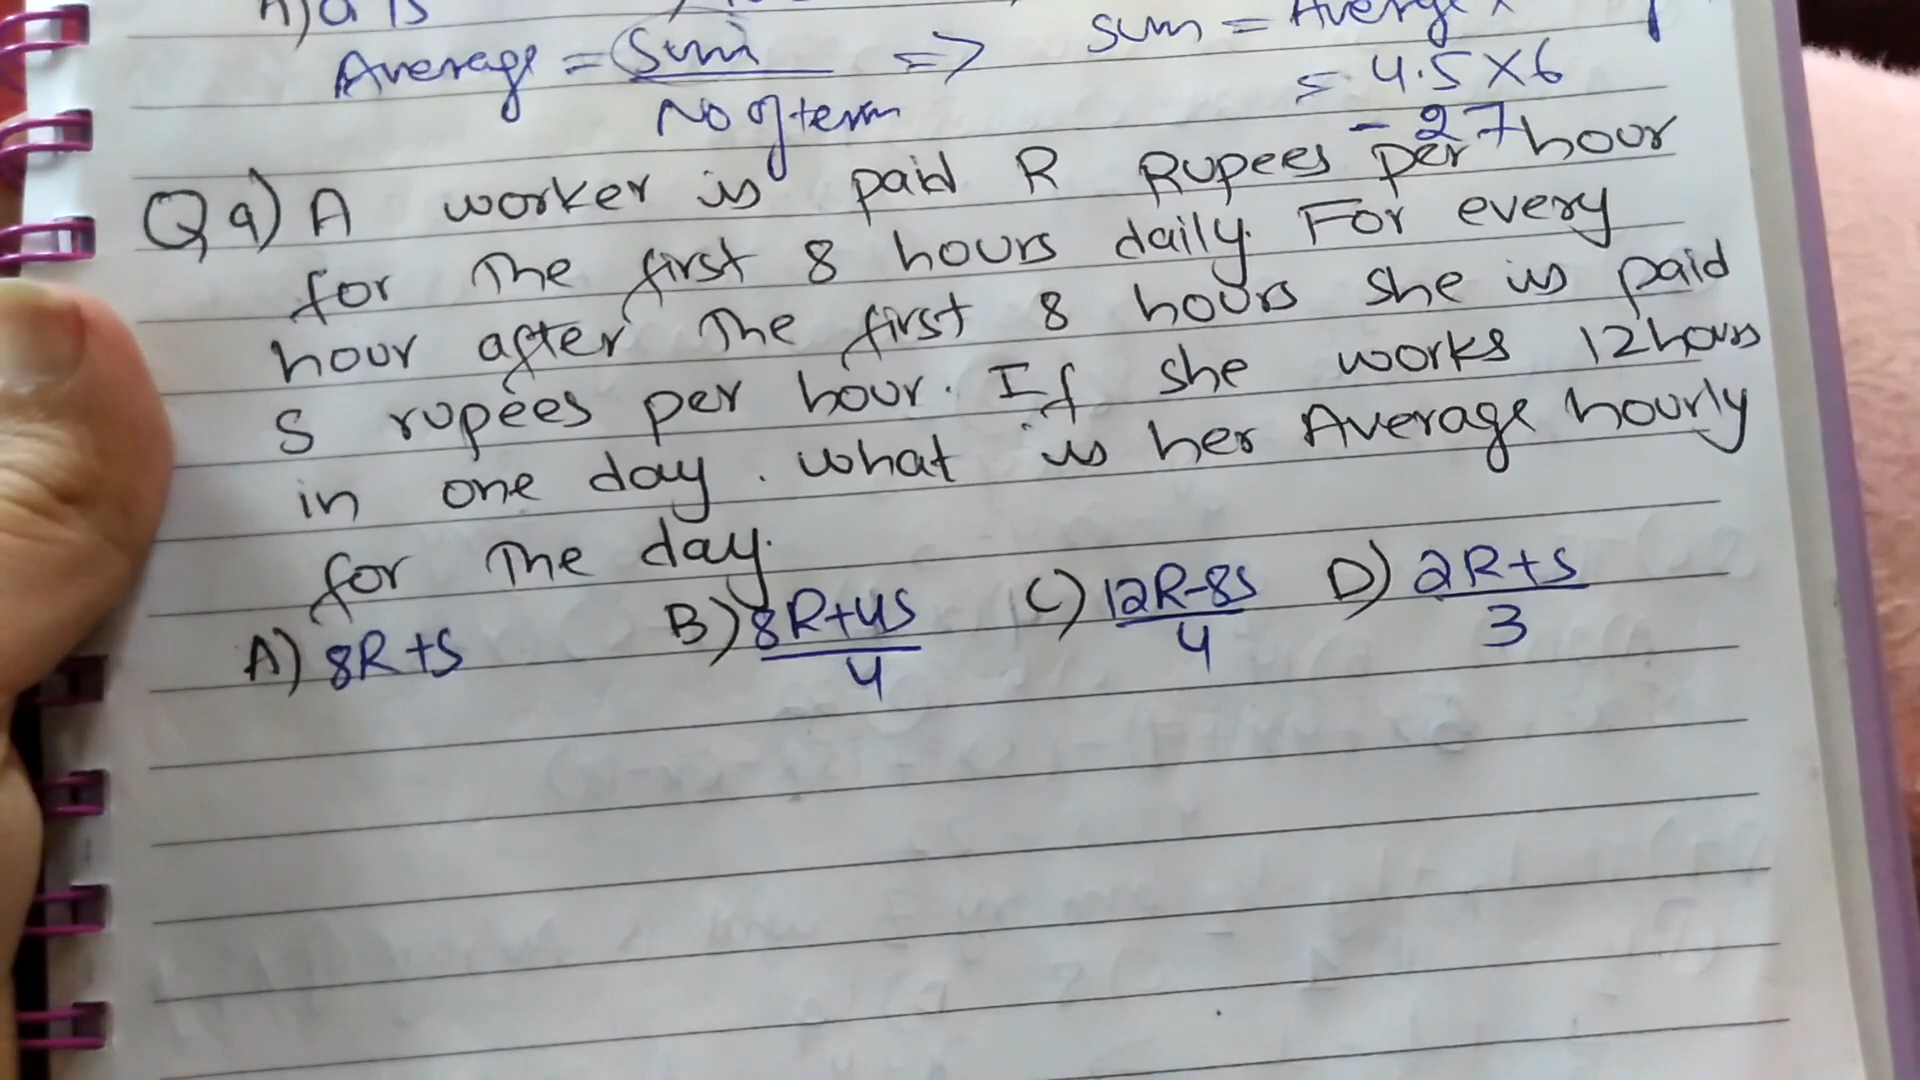 Average = Sum => Sum = Average ×
No of term = 4.5 × 6
- 27
Q 9) A worker is paid R Rupees per hour
for The first 8 hours daily. For every
hour after The first 8 hours she is paid
S rupees per hour. If she works 12 hours
in one day. what is her Average hourly
for The day.
A) 8R+S B) 8R+4S/4 C) 12R-8S/4 D) 2R+S/3